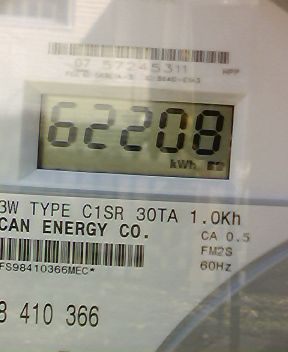 07 57245311
62208
kWh
3W TYPE C1SR 30TA 1.0Kh
CAN ENERGY CO.
CA 0.5
FM2S
FS98410366MEC*
60Hz
8 410 366